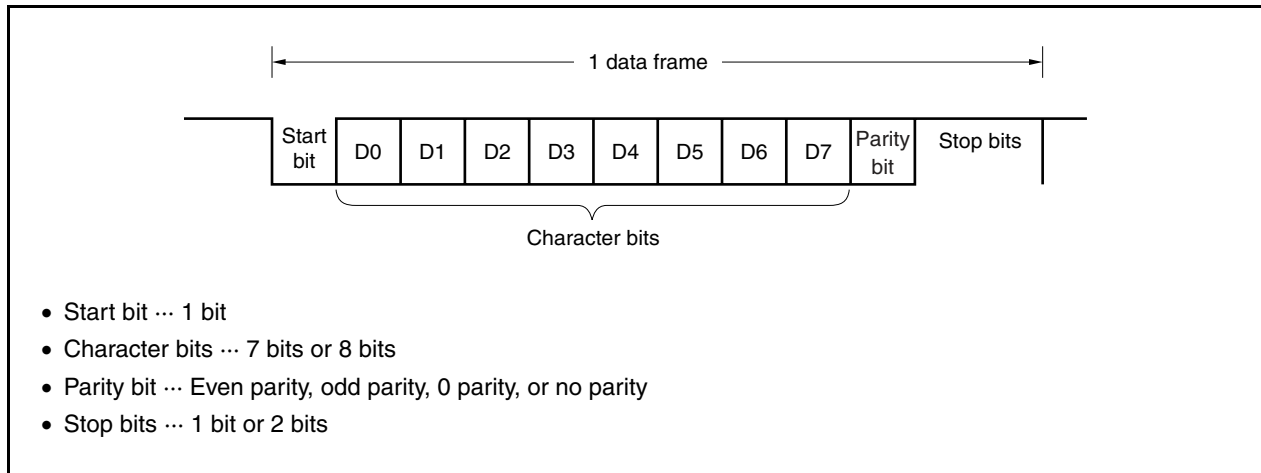 1 data frame
Start bit D0 D1 D2 D3 D4 D5 D6 D7 Parity bit Stop bits
Character bits
• Start bit ··· 1 bit
• Character bits ··· 7 bits or 8 bits
• Parity bit ··· Even parity, odd parity, 0 parity, or no parity
• Stop bits ··· 1 bit or 2 bits